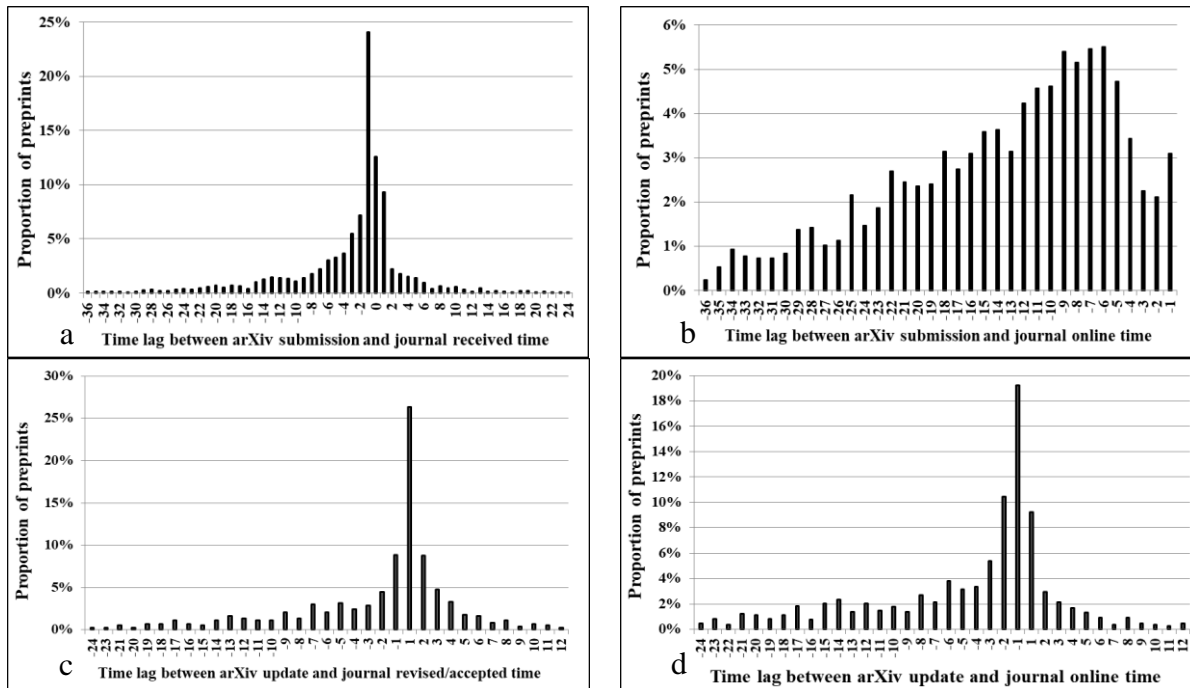 25%
20%
15%
10%
5%
0%
Proportion of preprints
-36 -34 -32 -30 -28 -26 -24 -22 -20 -18 -16 -14 -12 -10 -8 -6 -4 -2 0 2 4 6 8 10 12 14 16 18 20 22 24
a
Time lag between arXiv submission and journal received time
6%
5%
4%
3%
2%
1%
0%
Proportion of preprints
-36 -35 -34 -33 -32 -31 -30 -29 -28 -27 -26 -25 -24 -23 -22 -21 -20 -19 -18 -17 -16 -15 -14 -13 -12 -11 -10 -9 -8 -7 -6 -5 -4 -3 -2 -1
b
Time lag between arXiv submission and journal online time
30%
25%
20%
15%
10%
5%
0%
Proportion of preprints
-24 -23 -21 -20 -19 -18 -17 -16 -15 -14 -13 -12 -11 -10 -9 -8 -7 -6 -5 -4 -3 -2 -1 1 2 3 4 5 6 7 8 9 10 11 12
c
Time lag between arXiv update and journal revised/accepted time
20%
18%
16%
14%
12%
10%
8%
6%
4%
2%
0%
Proportion of preprints
-24 -23 -22 -21 -20 -19 -18 -17 -16 -15 -14 -13 -12 -11 -10 -9 -8 -7 -6 -5 -4 -3 -2 -1 1 2 3 4 5 6 7 8 9 10 11 12
d
Time lag between arXiv update and journal online time